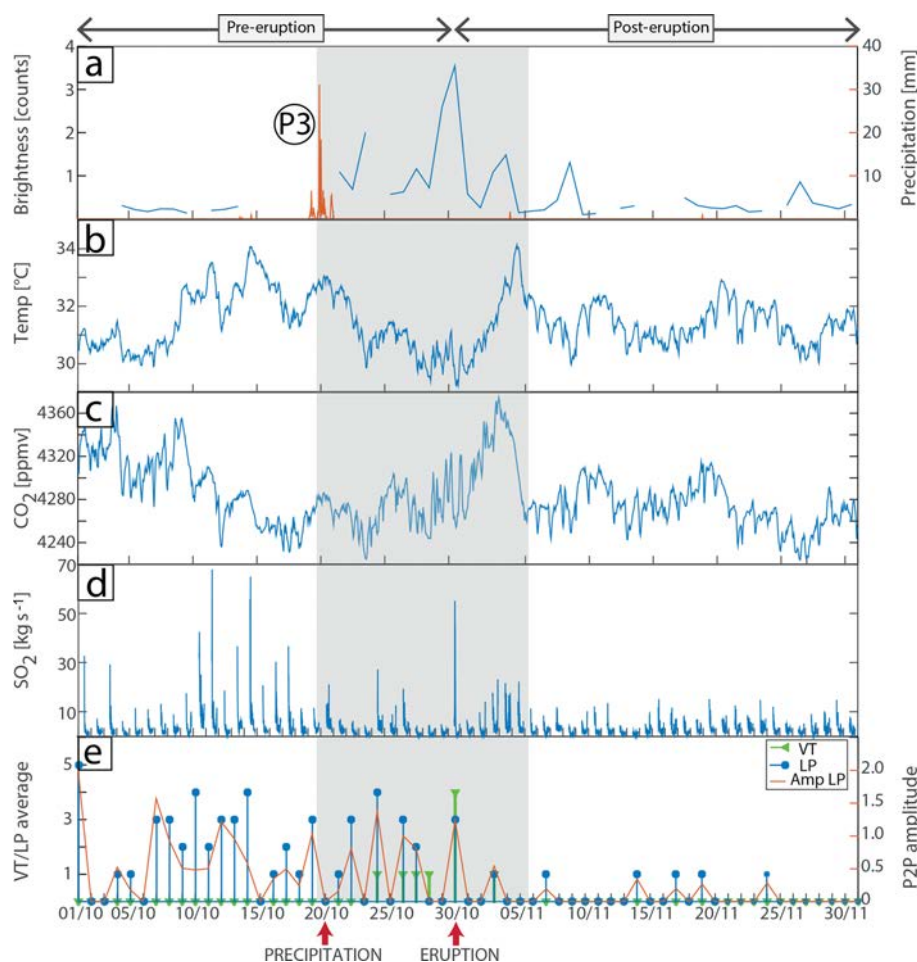 Pre-eruption Post-eruption
a
Brightness [counts]
4
3
2
1
P3
40
30
20
10
Precipitation [mm]
b
Temp [°C]
34
32
30
c
CO2 [ppmv]
4360
4320
4280
4240
d
SO2 [kg s-1]
70
50
30
10
e
VT/LP average
5
3
1
VT
LP
Amp LP
2.0
1.5
1.0
0.5
0
P2P amplitude
01/10 05/10 10/10 15/10 20/10 25/10 30/10 05/11 10/11 15/11 20/11 25/11 30/11
PRECIPITATION ERUPTION